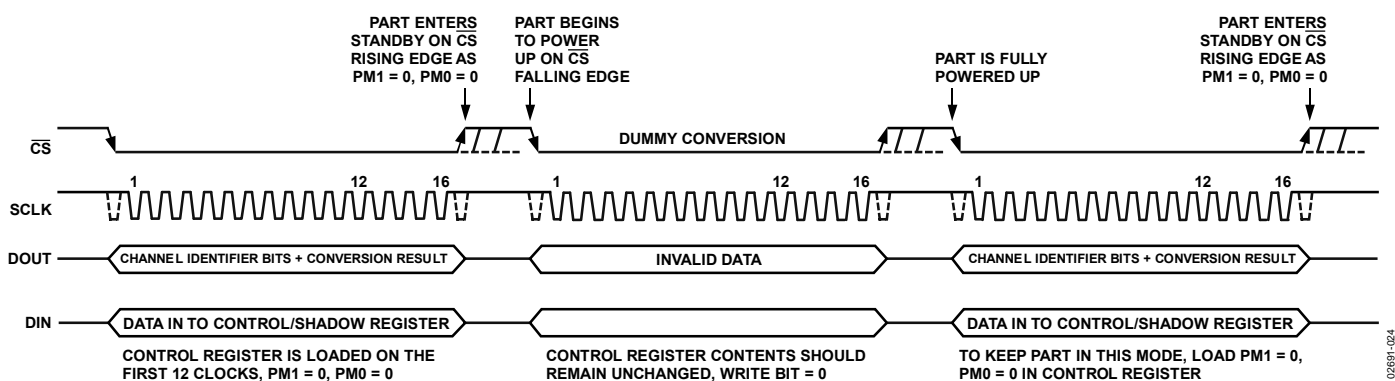 PART ENTERS
STANDBY ON CS
RISING EDGE AS
PM1 = 0, PM0 = 0
PART BEGINS
TO POWER
UP ON CS
FALLING EDGE
PART IS FULLY
POWERED UP
PART ENTERS
STANDBY ON CS
RISING EDGE AS
PM1 = 0, PM0 = 0
CS
DUMMY CONVERSION
SCLK
1 12 16
1 12 16
1 12 16
DOUT
CHANNEL IDENTIFIER BITS + CONVERSION RESULT
INVALID DATA
CHANNEL IDENTIFIER BITS + CONVERSION RESULT
DIN
DATA IN TO CONTROL/SHADOW REGISTER
DATA IN TO CONTROL/SHADOW REGISTER
CONTROL REGISTER IS LOADED ON THE
FIRST 12 CLOCKS, PM1 = 0, PM0 = 0
CONTROL REGISTER CONTENTS SHOULD
REMAIN UNCHANGED, WRITE BIT = 0
TO KEEP PART IN THIS MODE, LOAD PM1 = 0,
PM0 = 0 IN CONTROL REGISTER
02691-024